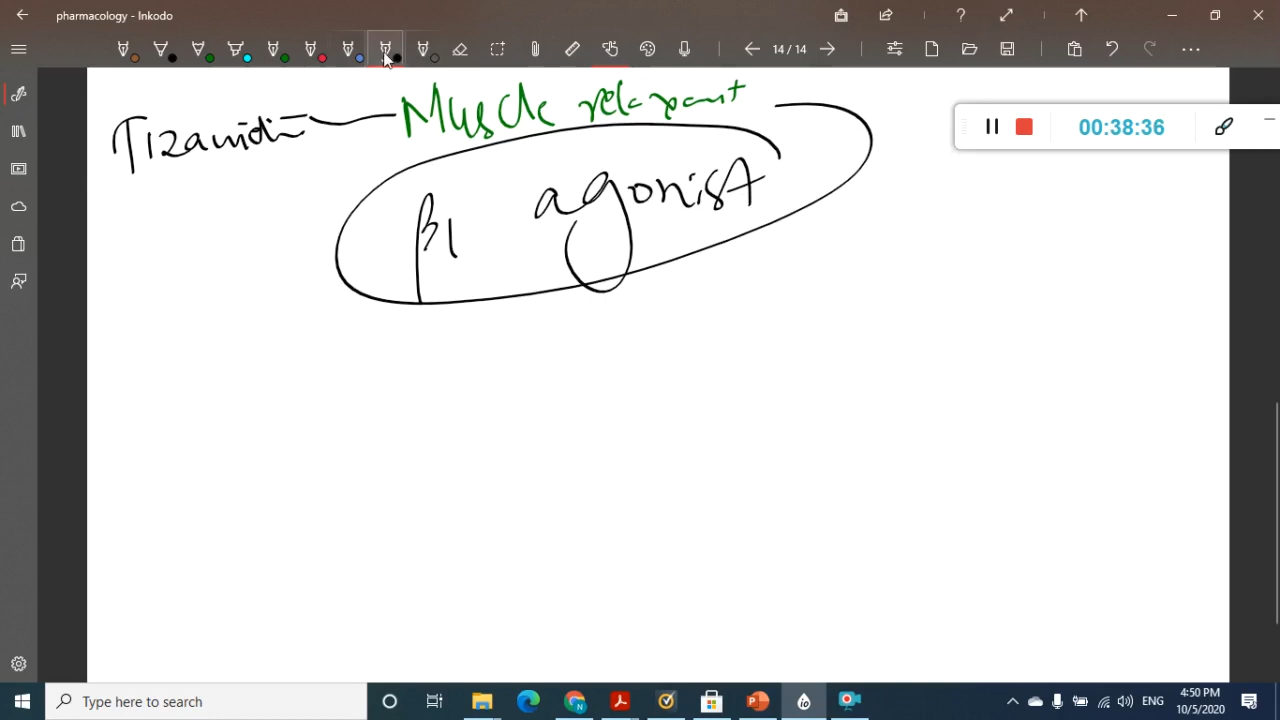 pharmacology - Inkodo
14 / 14
00:38:36
Tizanidine Muscle relaxant
β1 agonist
Type here to search
ENG
4:50 PM
10/5/2020